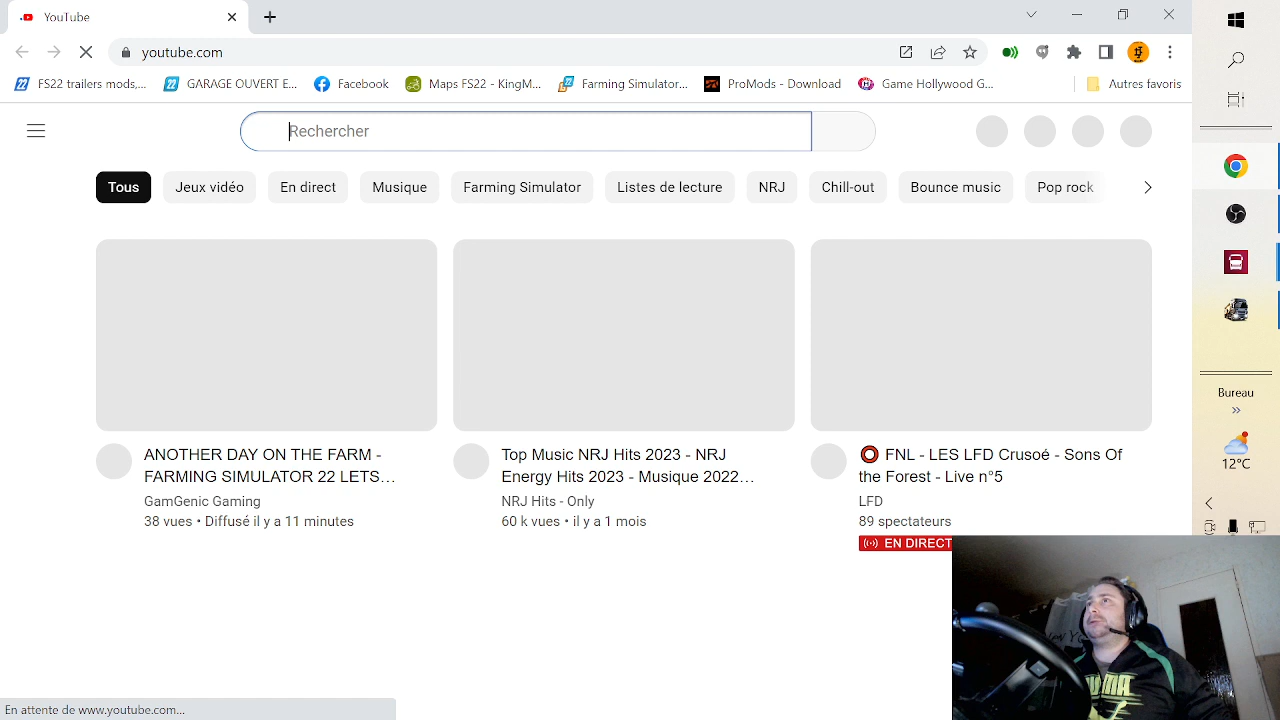 YouTube
youtube.com
FS22 trailers mods,... GARAGE OUVERT E... Facebook Maps FS22 - KingM... Farming Simulator... ProMods - Download Game Hollywood G... Autres favoris
Rechercher
Tous Jeux vidéo En direct Musique Farming Simulator Listes de lecture NRJ Chill-out Bounce music Pop rock
ANOTHER DAY ON THE FARM -
FARMING SIMULATOR 22 LETS...
GamGenic Gaming
38 vues • Diffusé il y a 11 minutes
Top Music NRJ Hits 2023 - NRJ
Energy Hits 2023 - Musique 2022...
NRJ Hits - Only
60 k vues • il y a 1 mois
⭕ FNL - LES LFD Crusoé - Sons Of
the Forest - Live n°5
LFD
89 spectateurs
EN DIRECT
Bureau
12°C
En attente de www.youtube.com...